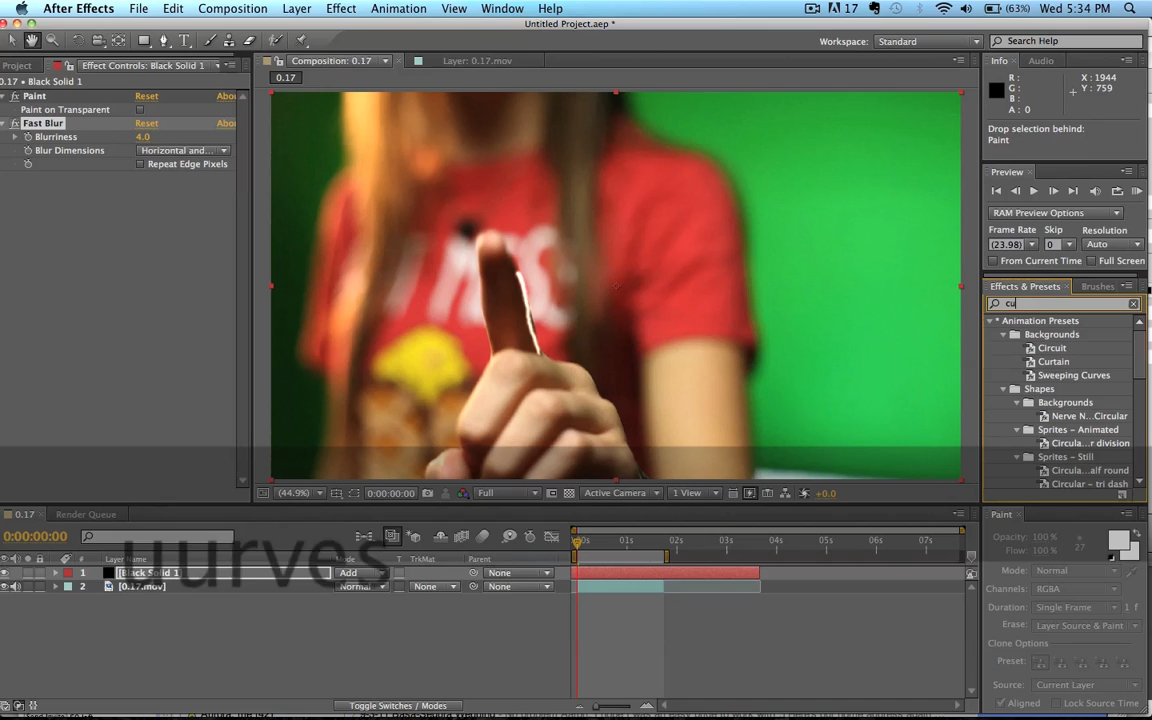 After Effects File Edit Composition Layer Effect Animation View Window Help 17 (63%) Wed 5:34 PM
Untitled Project.aep *
Workspace: Standard Search Help
Project Effect Controls: Black Solid 1 Composition: 0.17 Layer: 0.17.mov Info Audio
0.17 • Black Solid 1 0.17
fx Paint Reset Abou
Paint on Transparent
fx Fast Blur Reset Abou
Blurriness 4.0
Blur Dimensions Horizontal and...
Repeat Edge Pixels
R : X : 1944
G : Y : 759
B :
A : 0
Drop selection behind:
Paint
Preview
RAM Preview Options
Frame Rate Skip Resolution
(23.98) 0 Auto
From Current Time Full Screen
Effects & Presets Brushes
cu
* Animation Presets
Backgrounds
Circuit
Curtain
Sweeping Curves
Shapes
Backgrounds
Nerve N...Circular
Sprites – Animated
Circula...r division
Sprites – Still
Circula...alf round
Circular – tri dash
(44.9%) 0:00:00:00 Full Active Camera 1 View +0.0
0.17 Render Queue
0:00:00:00
uurves
# Layer Name Mode T TrkMat Parent
1 [Black Solid 1] Add None
2 [0.17.mov] Normal None None
00s 01s 02s 03s 04s 05s 06s 07s
Toggle Switches / Modes
Paint
Opacity: 100 %
Flow: 100 %
27
Mode: Normal
Channels: RGBA
Duration: Single Frame 1 f
Erase: Layer Source & Paint
Clone Options
Preset:
Source: Current Layer
Aligned Lock Source Time